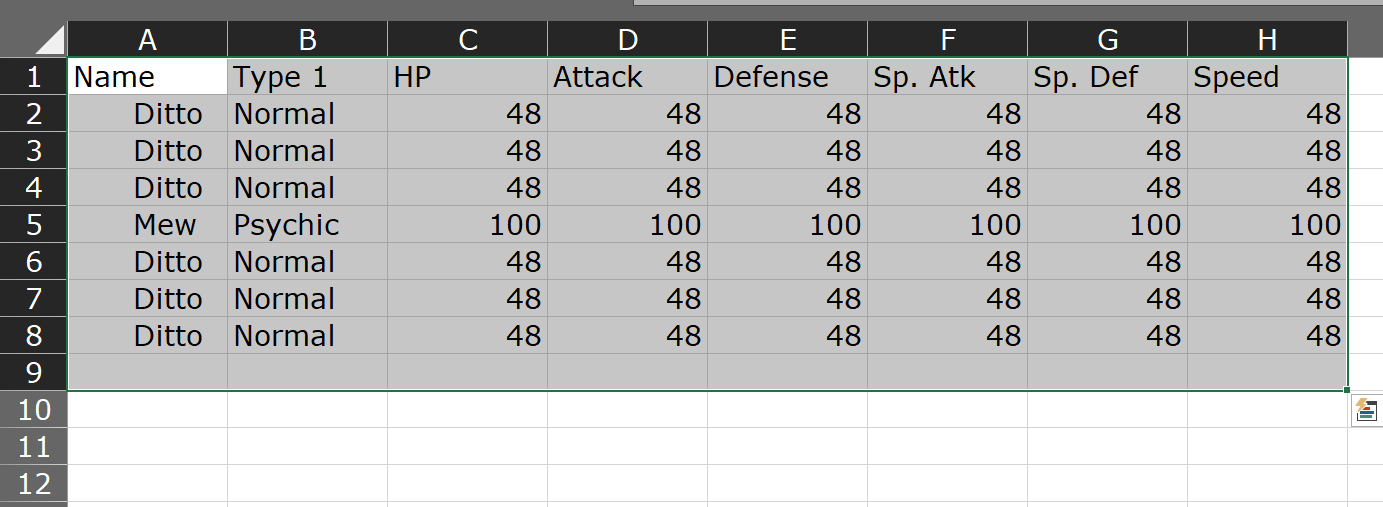 A B C D E F G H
1 Name Type 1 HP Attack Defense Sp. Atk Sp. Def Speed
2 Ditto Normal 48 48 48 48 48 48
3 Ditto Normal 48 48 48 48 48 48
4 Ditto Normal 48 48 48 48 48 48
5 Mew Psychic 100 100 100 100 100 100
6 Ditto Normal 48 48 48 48 48 48
7 Ditto Normal 48 48 48 48 48 48
8 Ditto Normal 48 48 48 48 48 48
9
10
11
12